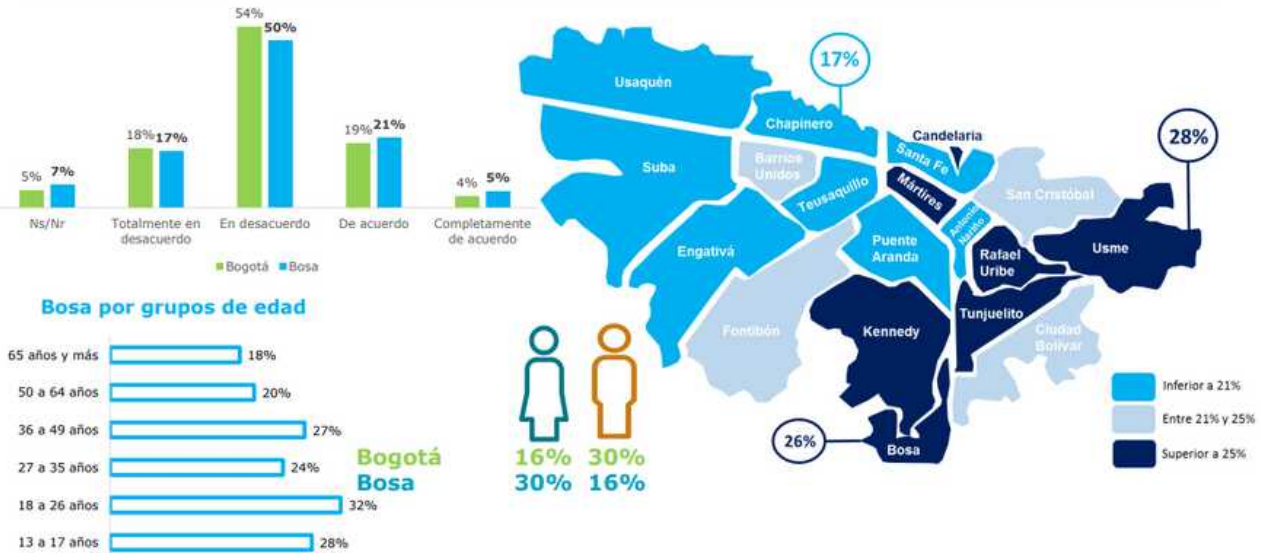 54%
50%
18%
17%
19%
21%
5%
7%
4%
5%
Ns/Nr
Totalmente en
desacuerdo
En desacuerdo
De acuerdo
Completamente
de acuerdo
Bogotá
Bosa
Bosa por grupos de edad
65 años y más
18%
50 a 64 años
20%
36 a 49 años
27%
27 a 35 años
24%
18 a 26 años
32%
13 a 17 años
28%
Bogotá 16% 30%
Bosa 30% 16%
17%
28%
26%
Usaquén
Chapinero
Candelaria
Santa Fe
Suba
Barrios
Unidos
Teusaquillo
Mártires
San Cristóbal
Antonio
Nariño
Engativá
Puente
Aranda
Rafael
Uribe
Usme
Fontibón
Kennedy
Tunjuelito
Ciudad
Bolívar
Bosa
Inferior a 21%
Entre 21% y 25%
Superior a 25%